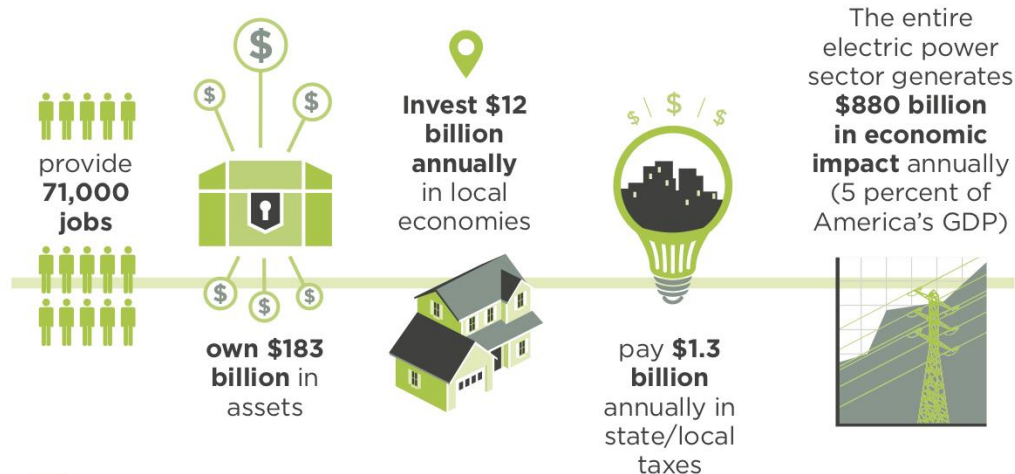 provide
71,000
jobs
$
$
$
$
$
$
own $183
billion in
assets
Invest $12
billion
annually
in local
economies
$ $ $
pay $1.3
billion
annually in
state/local
taxes
The entire
electric power
sector generates
$880 billion
in economic
impact annually
(5 percent of
America's GDP)